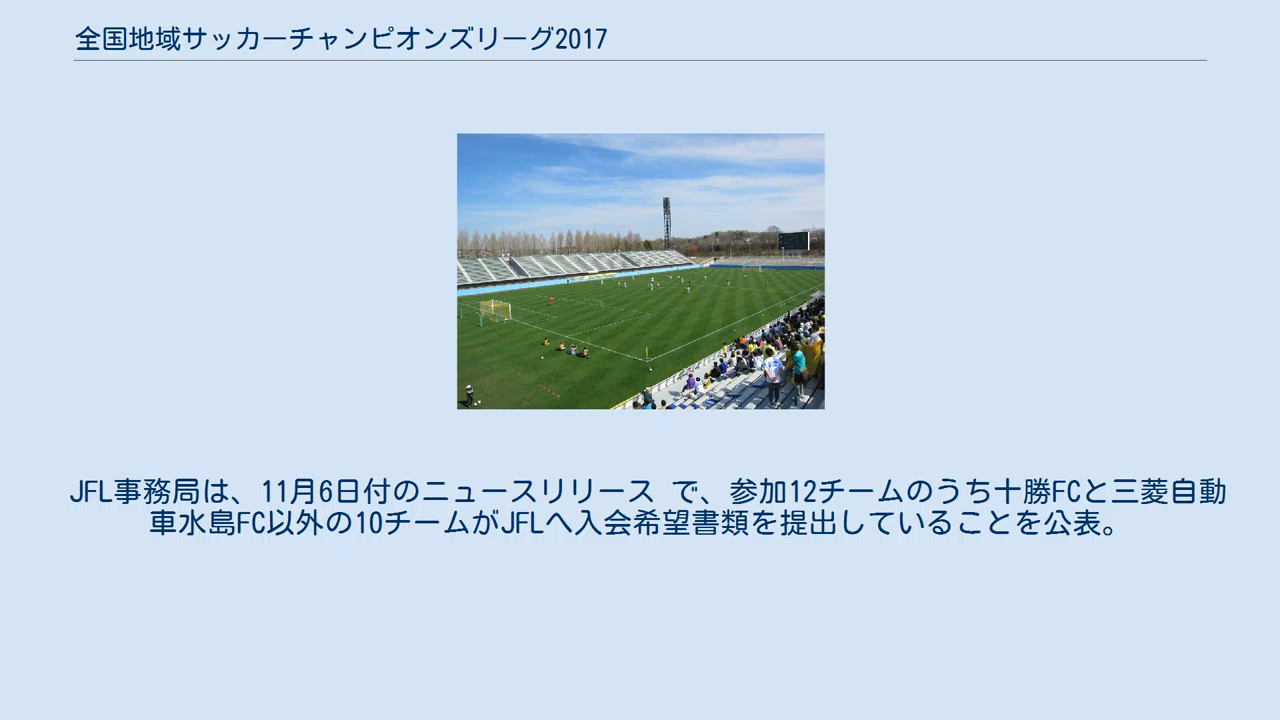 全国地域サッカーチャンピオンズリーグ2017
JFL事務局は、11月6日付のニュースリリース で、参加12チームのうち十勝FCと三菱自動
車水島FC以外の10チームがJFLへ入会希望書類を提出していることを公表。